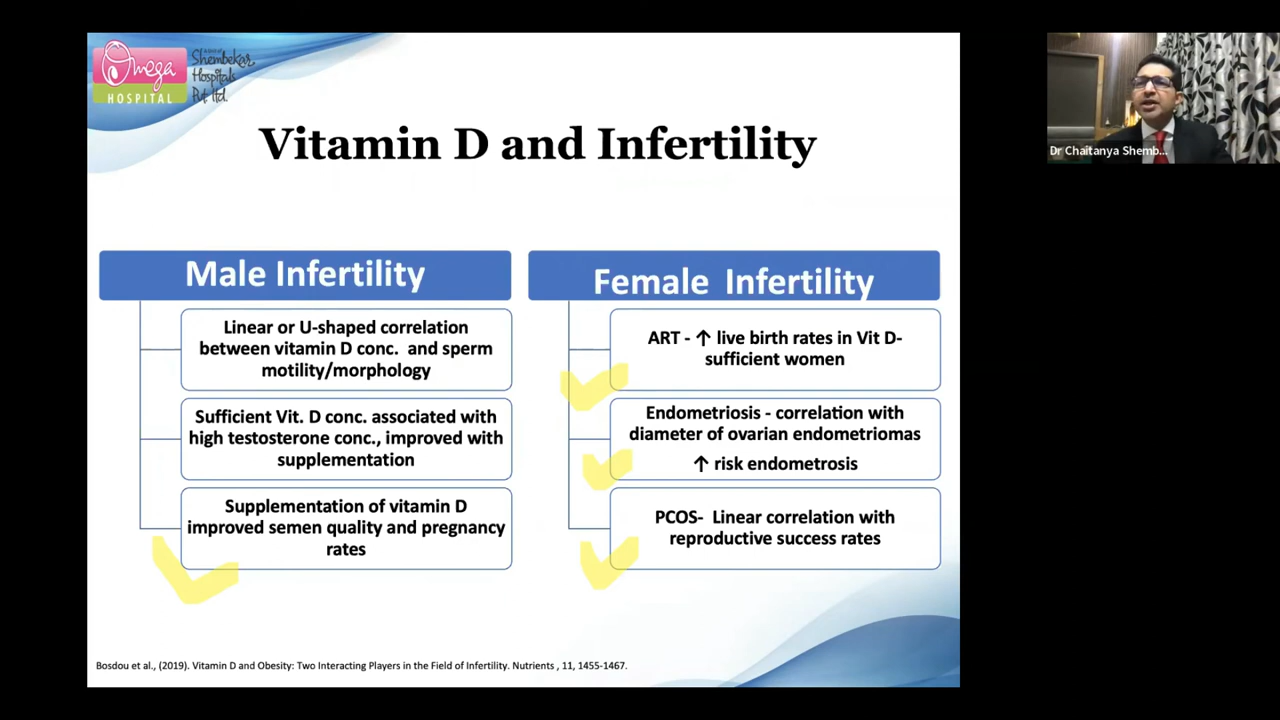 Omega
HOSPITAL
A Unit of
Shembekar
Hospitals
Pvt ltd.
Dr Chaitanya Shemb...
Vitamin D and Infertility
Male Infertility
Linear or U-shaped correlation
between vitamin D conc. and sperm
motility/morphology
Sufficient Vit. D conc. associated with
high testosterone conc., improved with
supplementation
Supplementation of vitamin D
improved semen quality and pregnancy
rates
Female Infertility
ART - ↑ live birth rates in Vit D-
sufficient women
Endometriosis - correlation with
diameter of ovarian endometriomas
↑ risk endometrosis
PCOS- Linear correlation with
reproductive success rates
Bosdou et al., (2019). Vitamin D and Obesity: Two Interacting Players in the Field of Infertility. Nutrients , 11, 1455-1467.